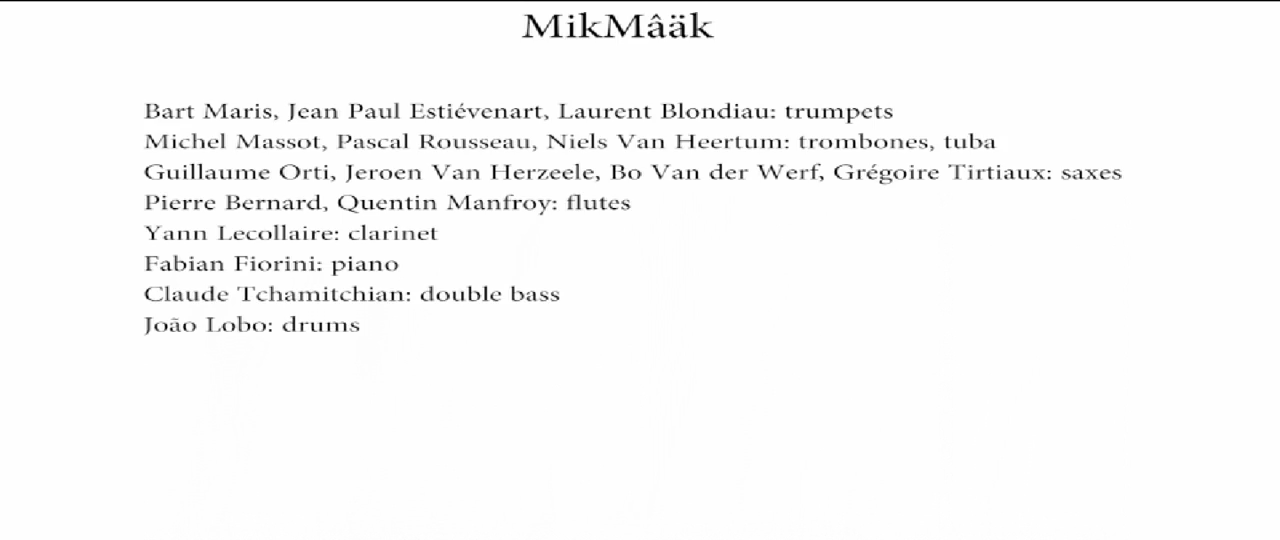 MikMâäk
Bart Maris, Jean Paul Estiévenart, Laurent Blondiau: trumpets
Michel Massot, Pascal Rousseau, Niels Van Heertum: trombones, tuba
Guillaume Orti, Jeroen Van Herzeele, Bo Van der Werf, Grégoire Tirtiaux: saxes
Pierre Bernard, Quentin Manfroy: flutes
Yann Lecollaire: clarinet
Fabian Fiorini: piano
Claude Tchamitchian: double bass
João Lobo: drums